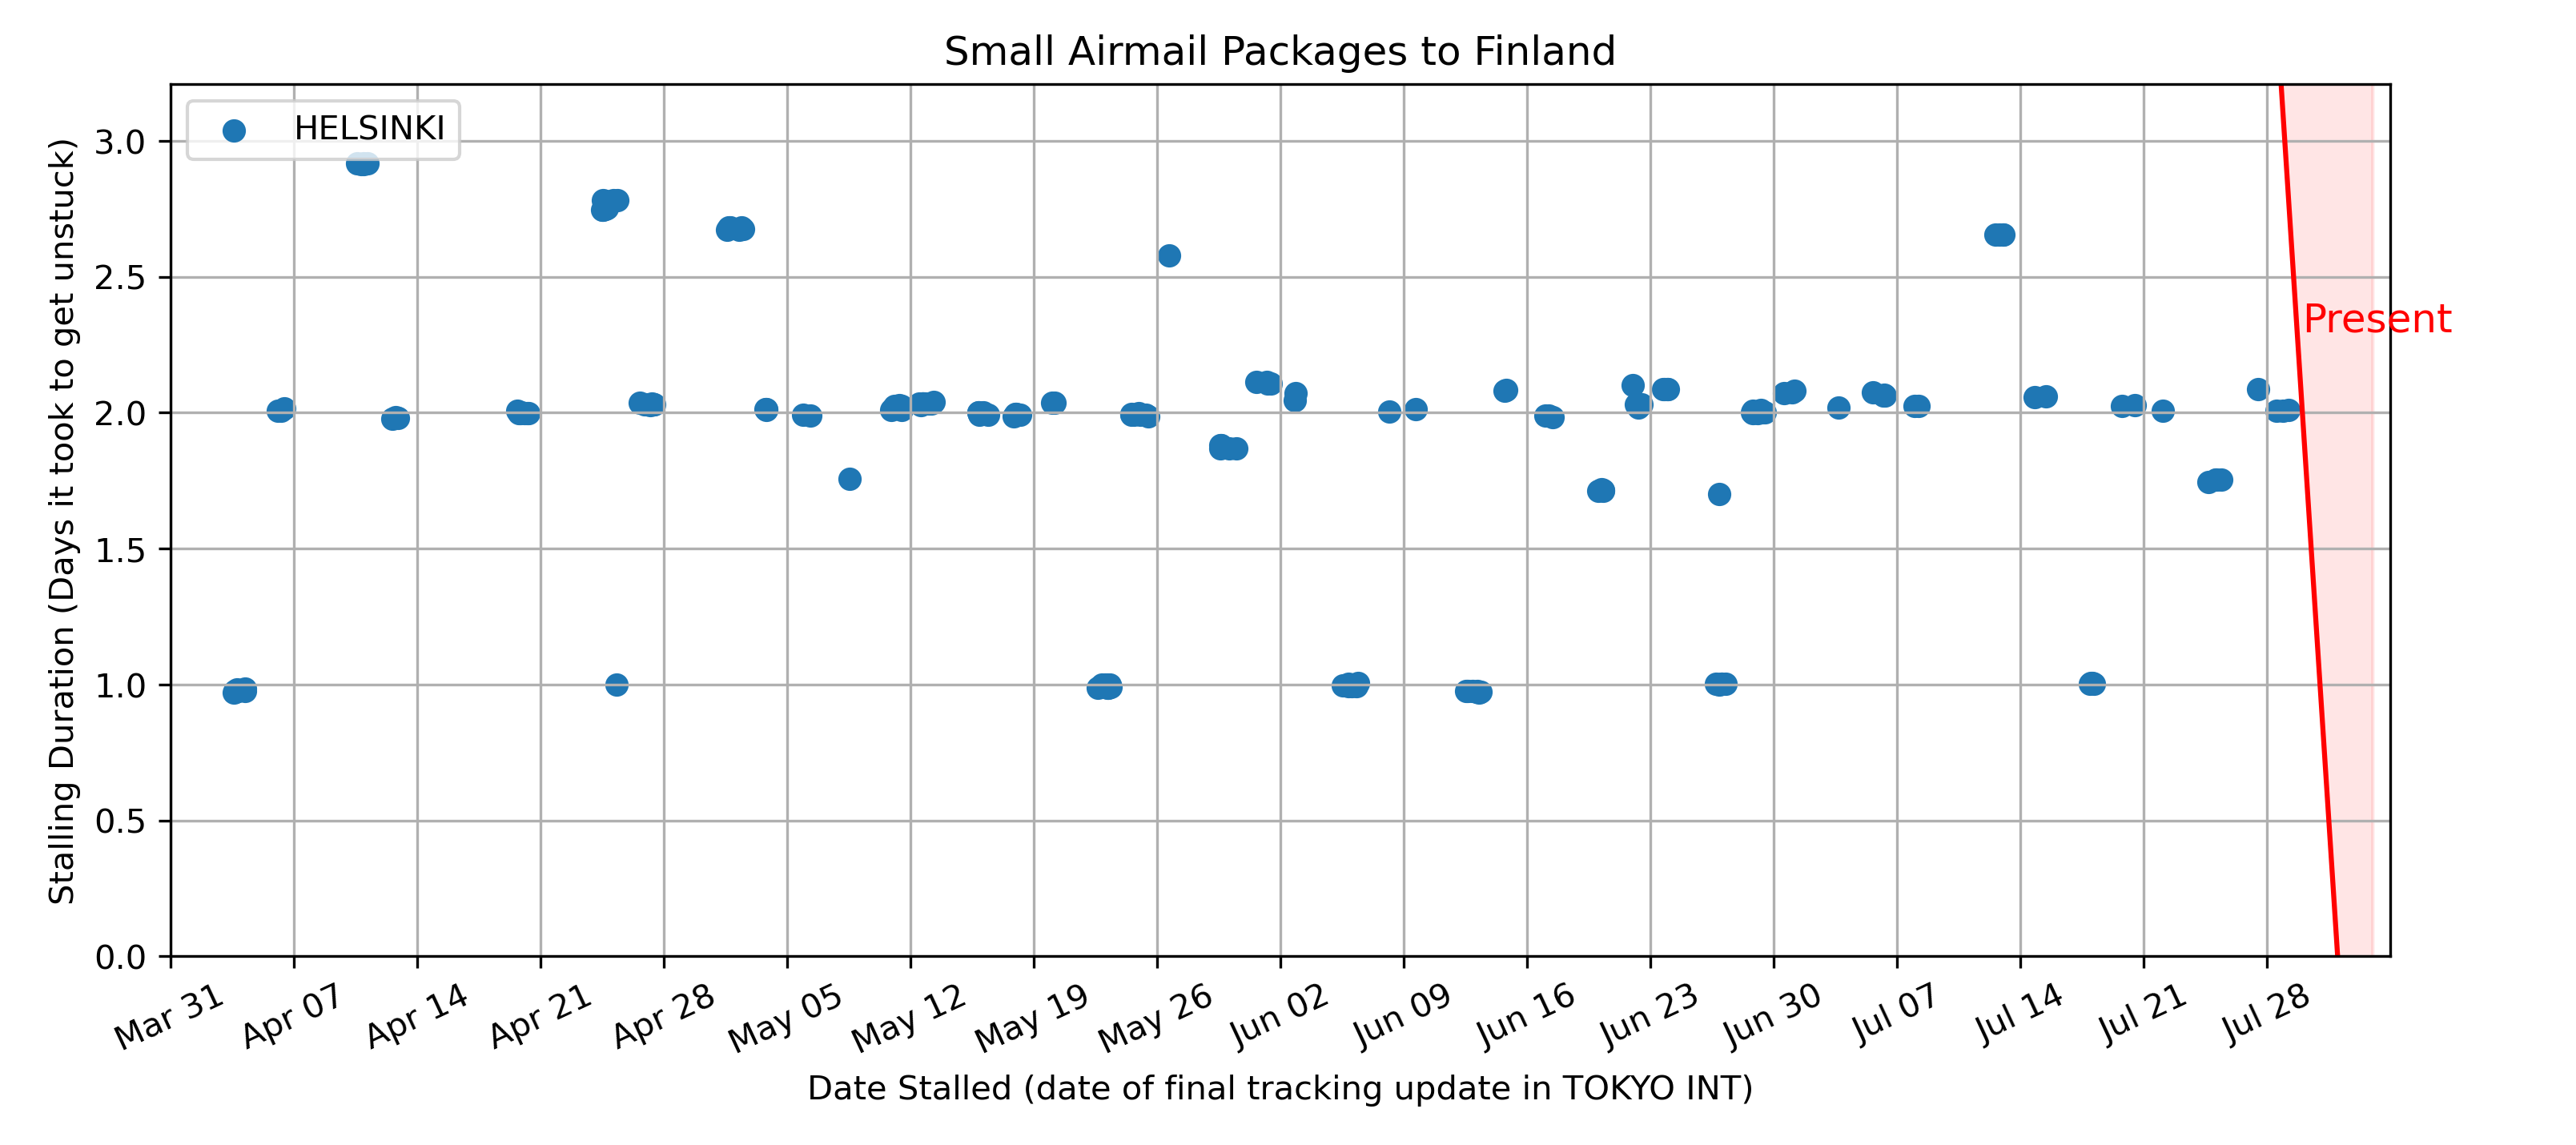 Small Airmail Packages to Finland
HELSINKI
Stalling Duration (Days it took to get unstuck)
3.0
2.5
2.0
1.5
1.0
0.5
0.0
Present
Mar 31 Apr 07 Apr 14 Apr 21 Apr 28 May 05 May 12 May 19 May 26 Jun 02 Jun 09 Jun 16 Jun 23 Jun 30 Jul 07 Jul 14 Jul 21 Jul 28
Date Stalled (date of final tracking update in TOKYO INT)